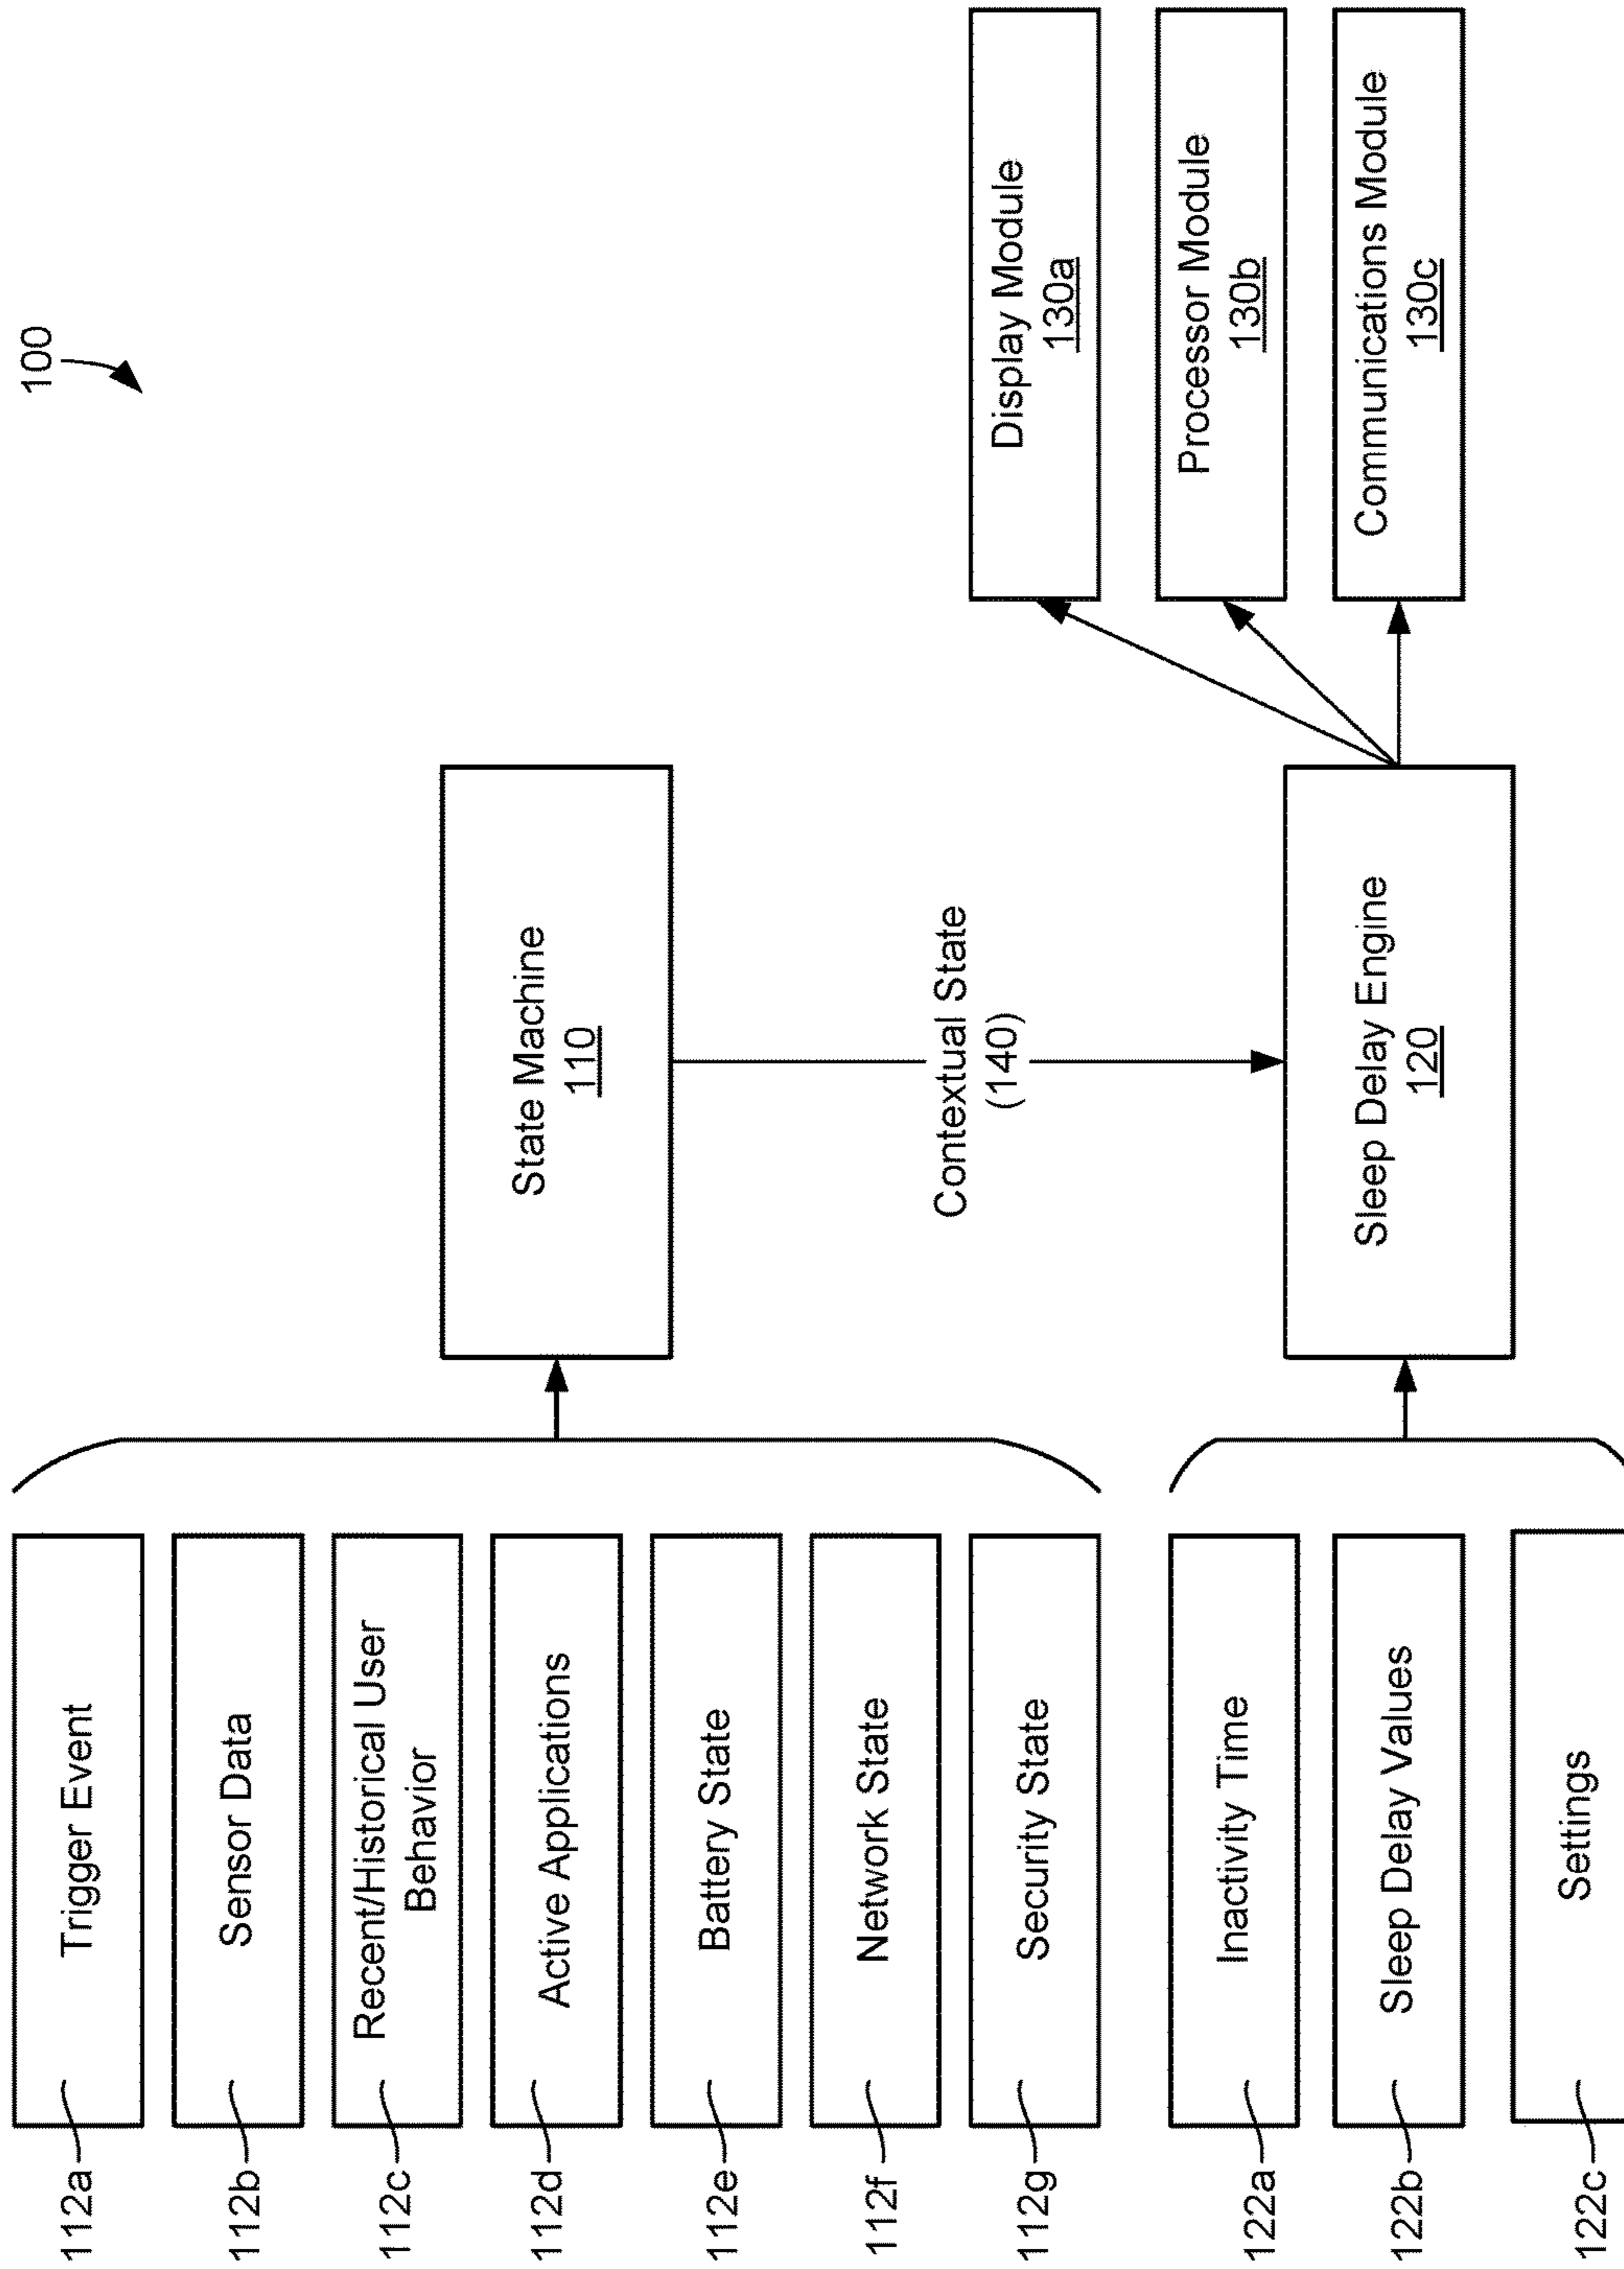 100
112a
Trigger Event
112b
Sensor Data
112c
Recent/Historical User
Behavior
112d
Active Applications
112e
Battery State
112f
Network State
112g
Security State
122a
Inactivity Time
122b
Sleep Delay Values
122c
Settings
State Machine
110
Contextual State
(140)
Sleep Delay Engine
120
Display Module
130a
Processor Module
130b
Communications Module
130c